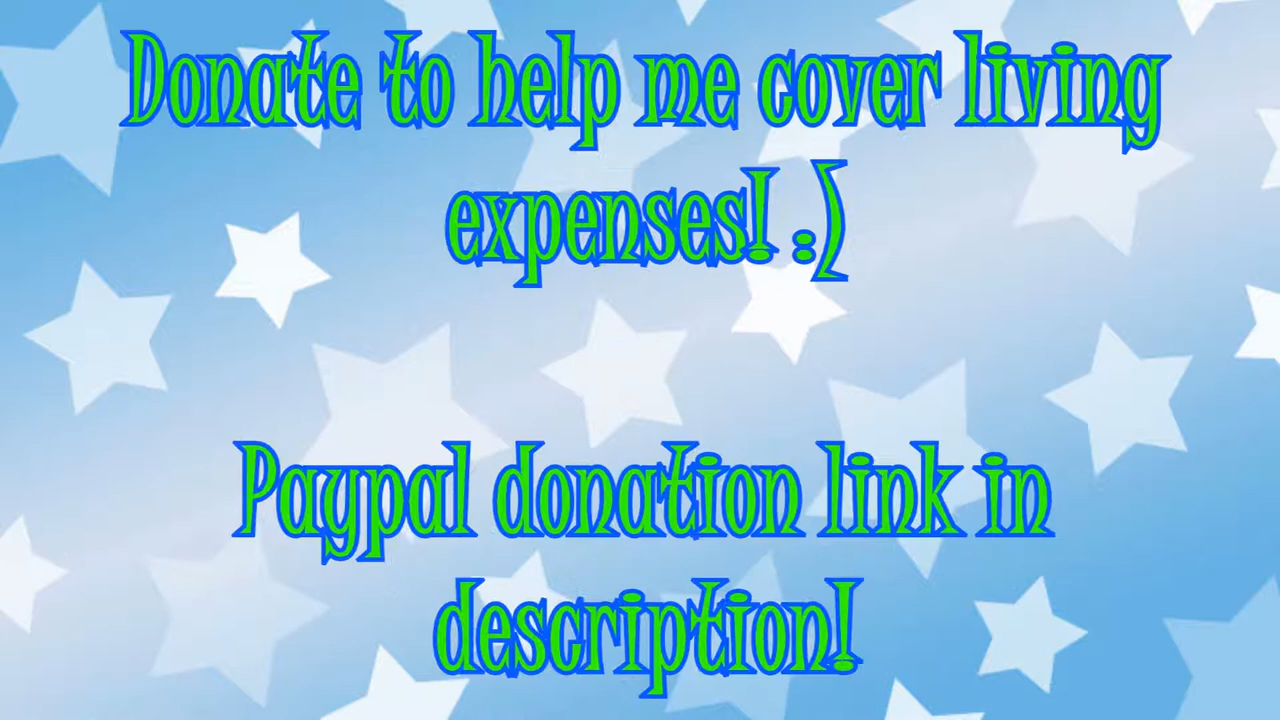 Donate to help me cover living
expenses! :)
Paypal donation link in
description!